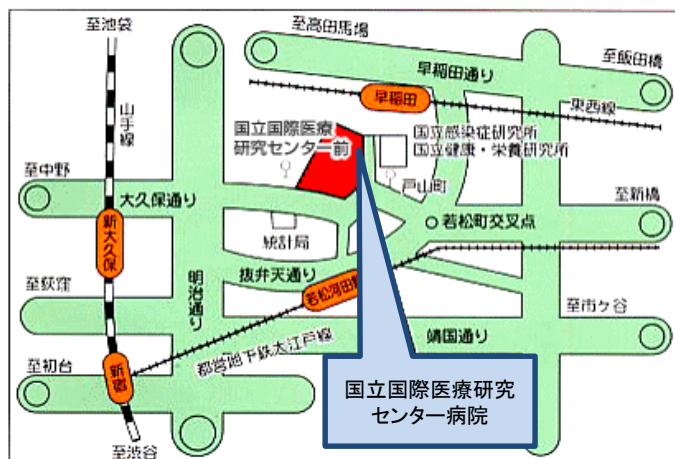 至池袋
至高田馬場
至飯田橋
早稲田通り
山手線
早稲田
東西線
国立国際医療
研究センター前
国立感染症研究所
国立健康・栄養研究所
至中野
戸山町
大久保通り
至新橋
新大久保
統計局
若松町交叉点
抜弁天通り
至荻窪
明治通り
若松河田
至市ヶ谷
靖国通り
都営地下鉄大江戸線
至初台
新宿
国立国際医療研究
センター病院
至渋谷